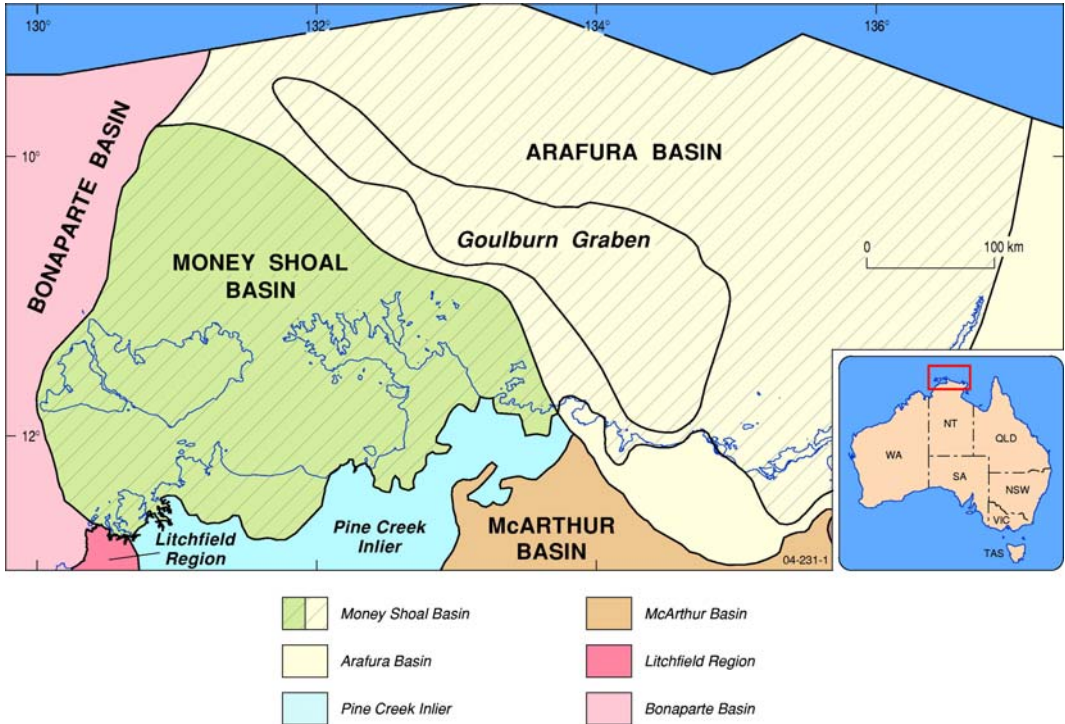 130°
132°
134°
136°
10°
12°
BONAPARTE BASIN
ARAFURA BASIN
Goulburn Graben
0
100 km
MONEY SHOAL
BASIN
Litchfield
Region
Pine Creek
Inlier
McARTHUR
BASIN
04-231-1
WA
NT
QLD
SA
NSW
VIC
TAS
Money Shoal Basin
McArthur Basin
Arafura Basin
Litchfield Region
Pine Creek Inlier
Bonaparte Basin